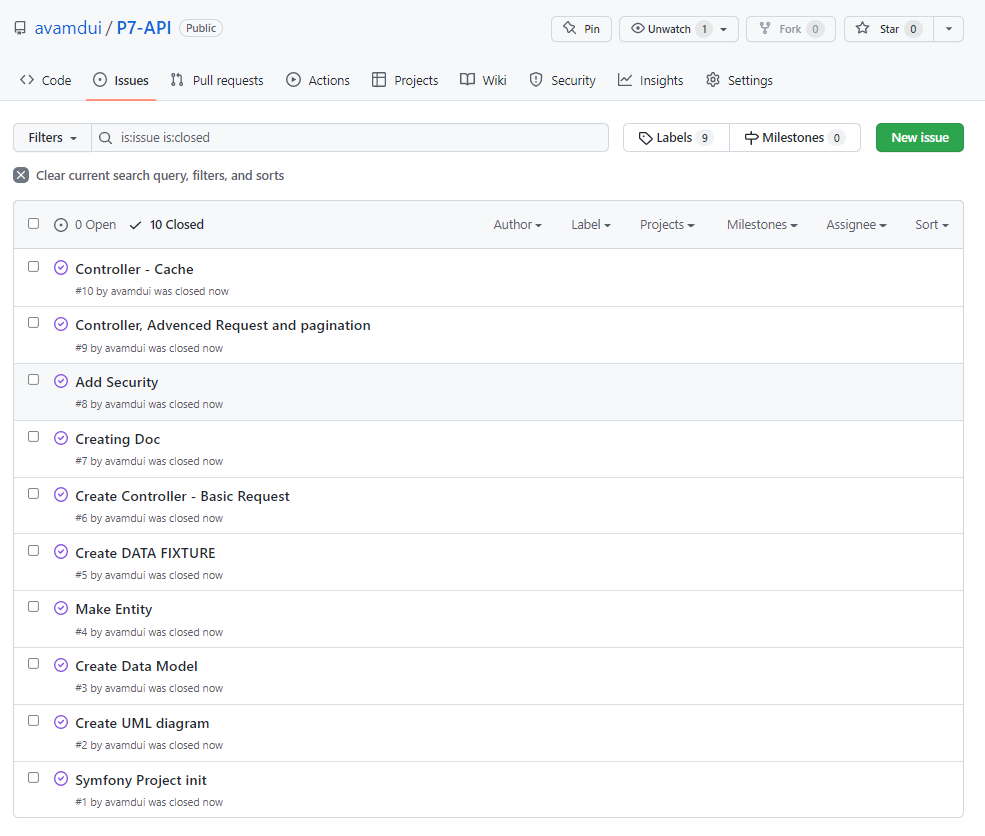 avamdui / P7-API Public Pin Unwatch 1 Fork 0 Star 0
Code Issues Pull requests Actions Projects Wiki Security Insights Settings
Filters is:issue is:closed Labels 9 Milestones 0 New issue
Clear current search query, filters, and sorts
0 Open 10 Closed Author Label Projects Milestones Assignee Sort
Controller - Cache
#10 by avamdui was closed now
Controller, Advenced Request and pagination
#9 by avamdui was closed now
Add Security
#8 by avamdui was closed now
Creating Doc
#7 by avamdui was closed now
Create Controller - Basic Request
#6 by avamdui was closed now
Create DATA FIXTURE
#5 by avamdui was closed now
Make Entity
#4 by avamdui was closed now
Create Data Model
#3 by avamdui was closed now
Create UML diagram
#2 by avamdui was closed now
Symfony Project init
#1 by avamdui was closed now